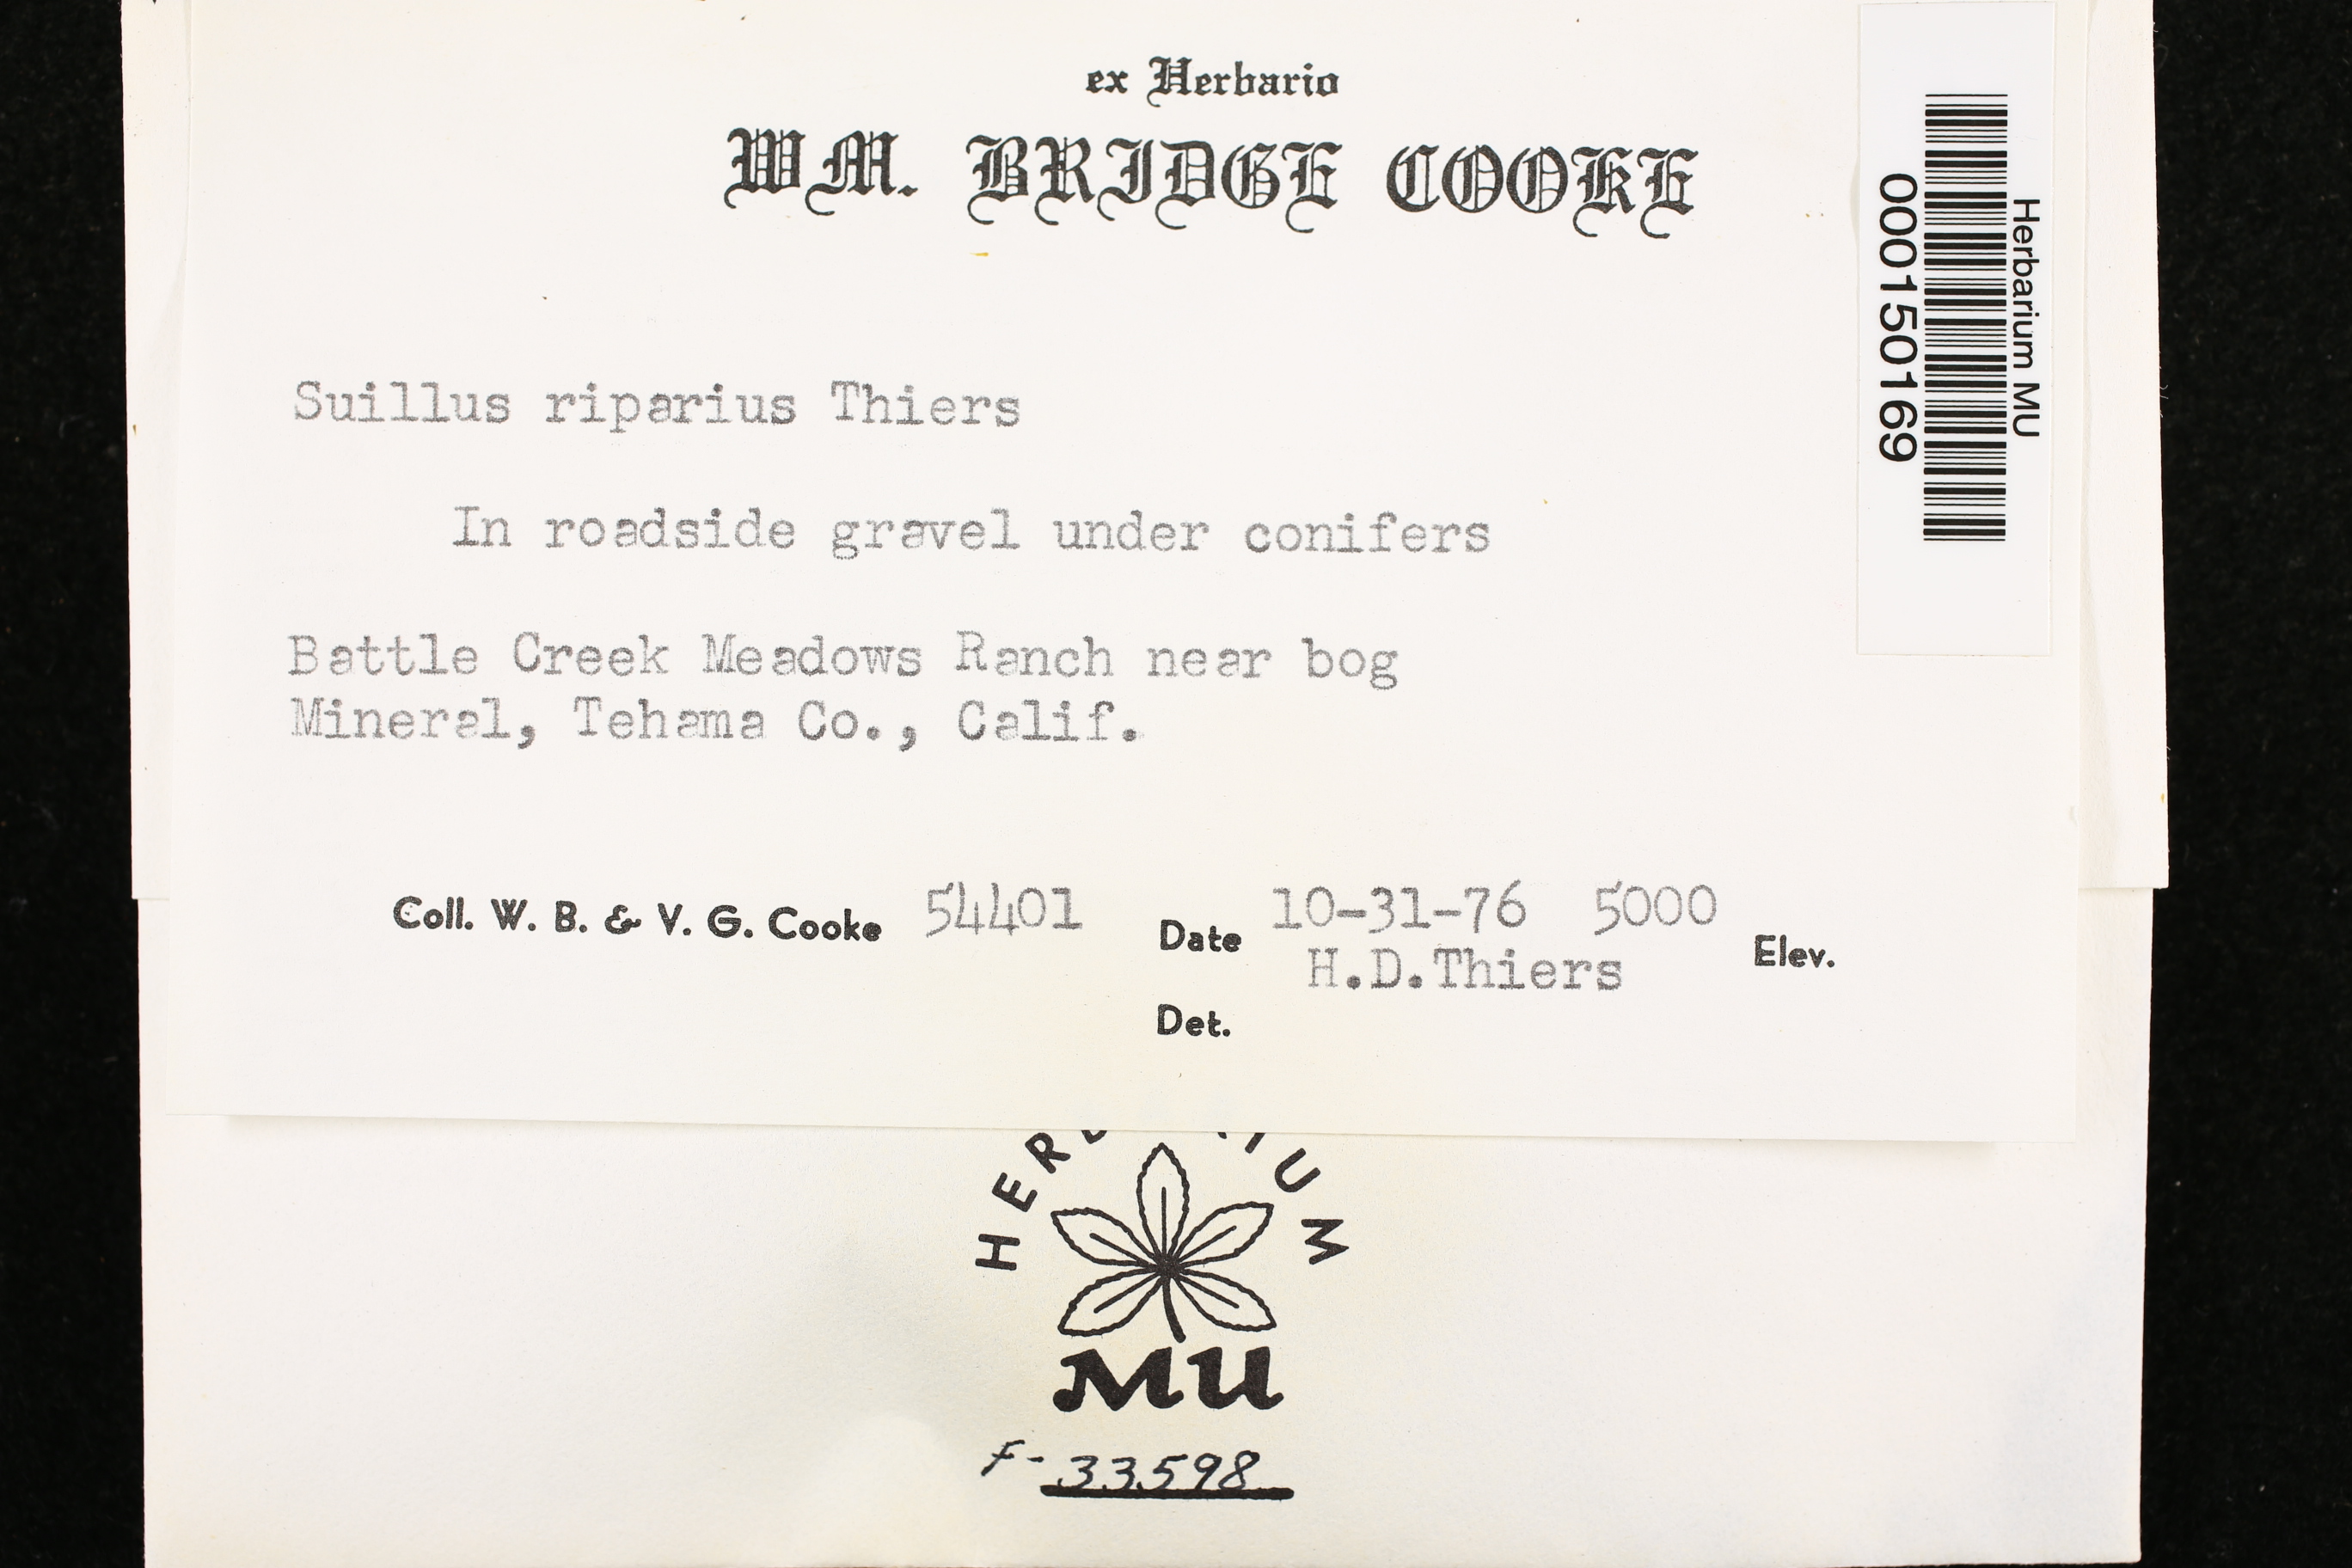 ex Herbario
WM. BRIDGE COOKE
Herbarium MU
000150169
Suillus riparius Thiers
In roadside gravel under conifers
Battle Creek Meadows Ranch near bog
Mineral, Tehama Co., Calif.
Coll. W. B. & V. G. Cooke 54401 Date 10-31-76 5000 Elev.
H.D.Thiers
Det.
MU
F-33598